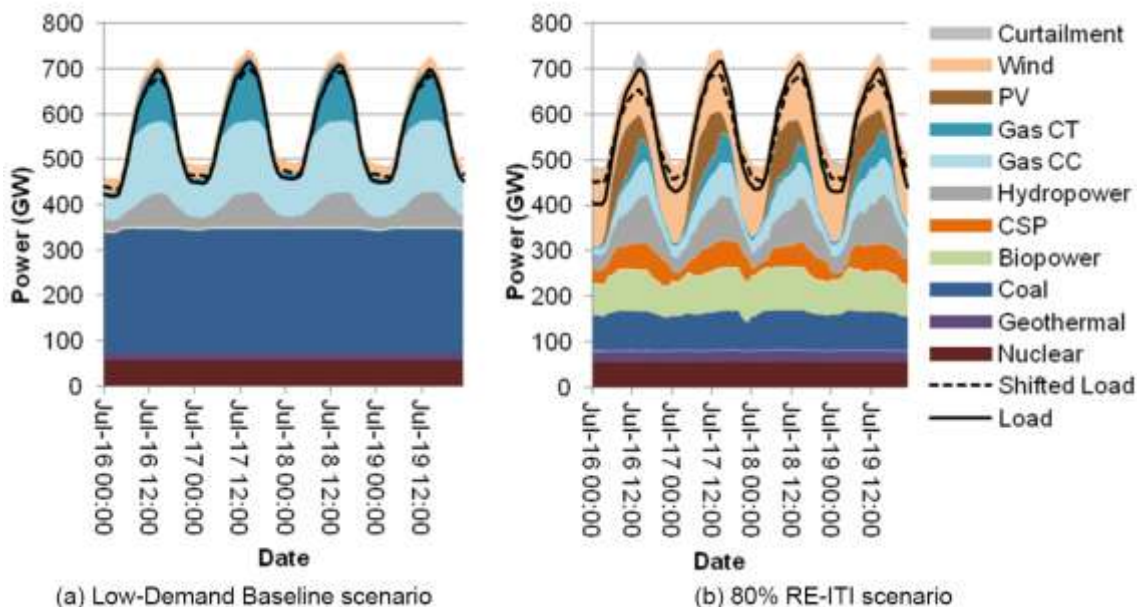 800
700
600
500
400
300
200
100
0
Power (GW)
Jul-16 00:00
Jul-16 12:00
Jul-17 00:00
Jul-17 12:00
Jul-18 00:00
Jul-18 12:00
Jul-19 00:00
Jul-19 12:00
Date
(a) Low-Demand Baseline scenario
800
700
600
500
400
300
200
100
0
Power (GW)
Jul-16 00:00
Jul-16 12:00
Jul-17 00:00
Jul-17 12:00
Jul-18 00:00
Jul-18 12:00
Jul-19 00:00
Jul-19 12:00
Date
(b) 80% RE-ITI scenario
Curtailment
Wind
PV
Gas CT
Gas CC
Hydropower
CSP
Biopower
Coal
Geothermal
Nuclear
Shifted Load
Load